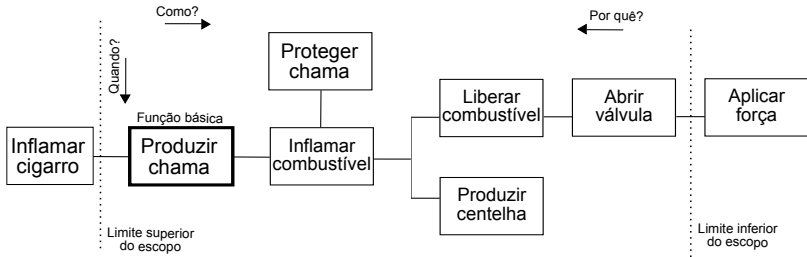 Como?
Por quê?
Quando?
Proteger
chama
Função básica
Inflamar
cigarro
Produzir
chama
Inflamar
combustível
Liberar
combustível
Abrir
válvula
Aplicar
força
Produzir
centelha
Limite superior
do escopo
Limite inferior
do escopo